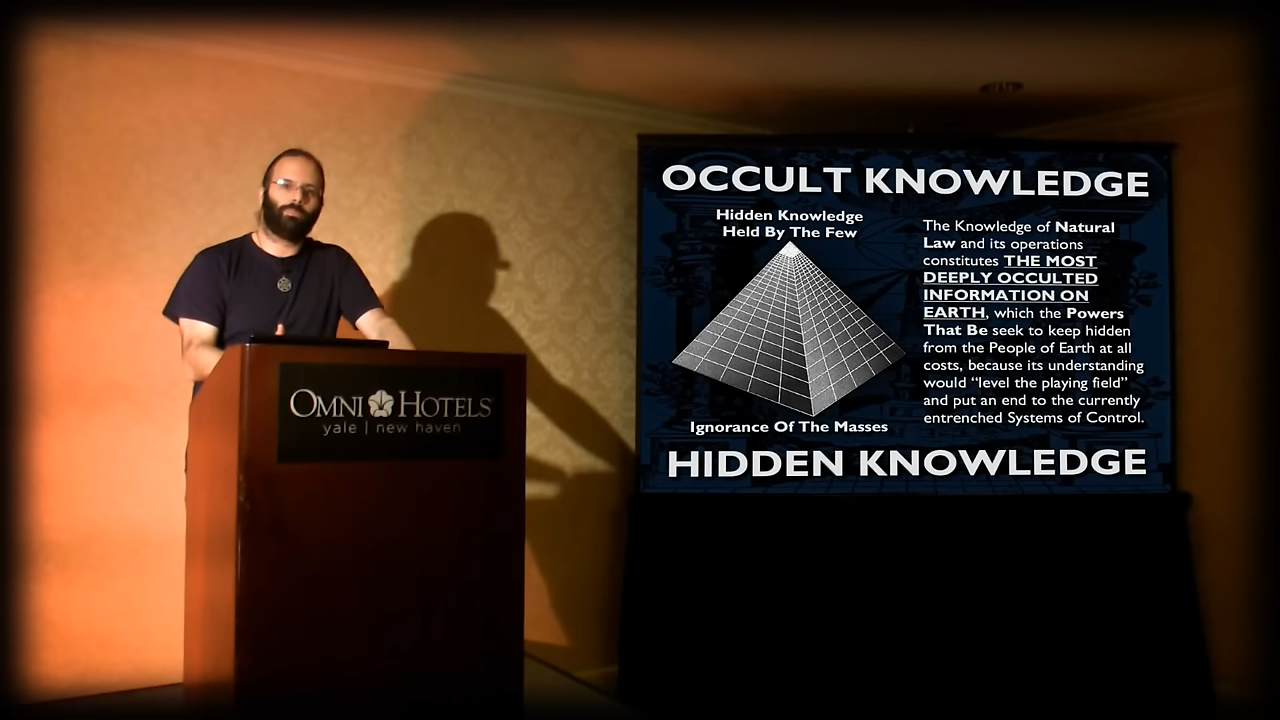 OCCULT KNOWLEDGE
Hidden Knowledge
Held By The Few
The Knowledge of Natural
Law and its operations
constitutes THE MOST
DEEPLY OCCULTED
INFORMATION ON
EARTH, which the Powers
That Be seek to keep hidden
from the People of Earth at all
costs, because its understanding
would “level the playing field”
and put an end to the currently
entrenched Systems of Control.
Ignorance Of The Masses
HIDDEN KNOWLEDGE
OMNI HOTELS
yale | new haven